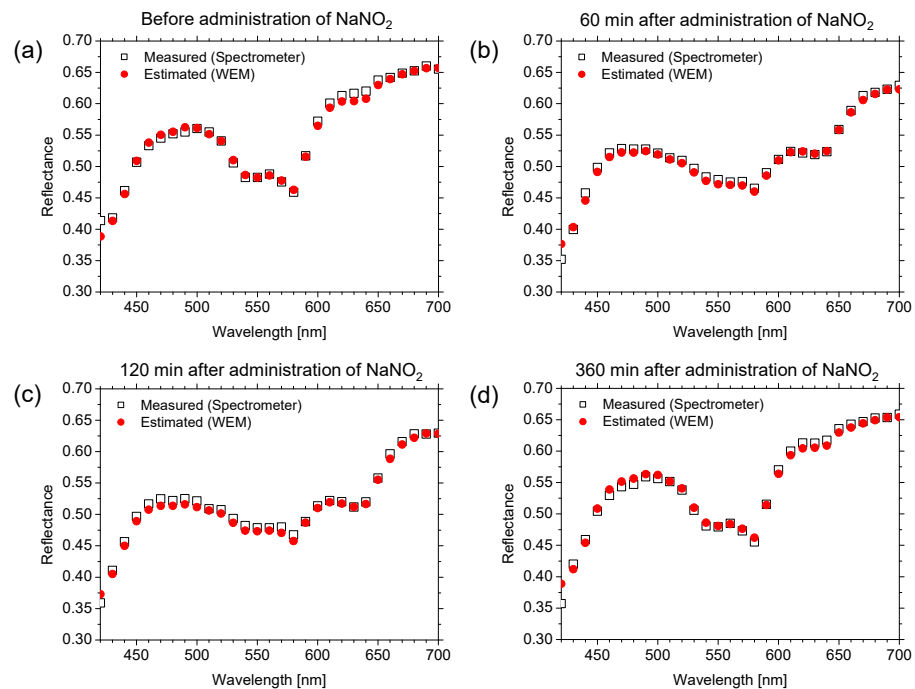 Before administration of NaNO₂
(a)
0.70
0.65
0.60
0.55
0.50
0.45
0.40
0.35
0.30
Reflectance
Measured (Spectrometer)
Estimated (WEM)
450 500 550 600 650 700
Wavelength [nm]
60 min after administration of NaNO₂
(b)
0.70
0.65
0.60
0.55
0.50
0.45
0.40
0.35
0.30
Reflectance
Measured (Spectrometer)
Estimated (WEM)
450 500 550 600 650 700
Wavelength [nm]
120 min after administration of NaNO₂
(c)
0.70
0.65
0.60
0.55
0.50
0.45
0.40
0.35
0.30
Reflectance
Measured (Spectrometer)
Estimated (WEM)
450 500 550 600 650 700
Wavelength [nm]
360 min after administration of NaNO₂
(d)
0.70
0.65
0.60
0.55
0.50
0.45
0.40
0.35
0.30
Reflectance
Measured (Spectrometer)
Estimated (WEM)
450 500 550 600 650 700
Wavelength [nm]